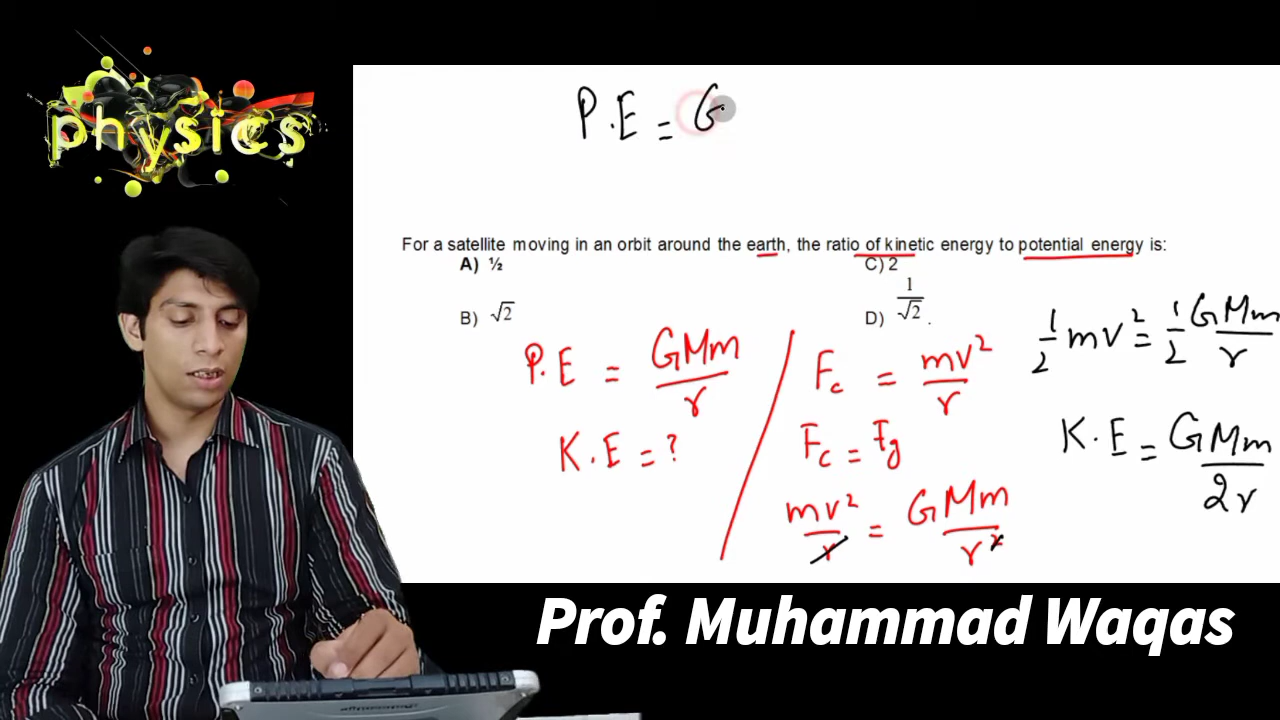 physics
P.E = G
For a satellite moving in an orbit around the earth, the ratio of kinetic energy to potential energy is:
A) ½
C) 2
B) √2
D) 1/√2 .
P.E = GMm/r
K.E = ?
Fc = mv²/r
Fc = Fg
mv²/r = GMm/r²
½mv² = ½ GMm/r
K.E = GMm/2r
Prof. Muhammad Waqas